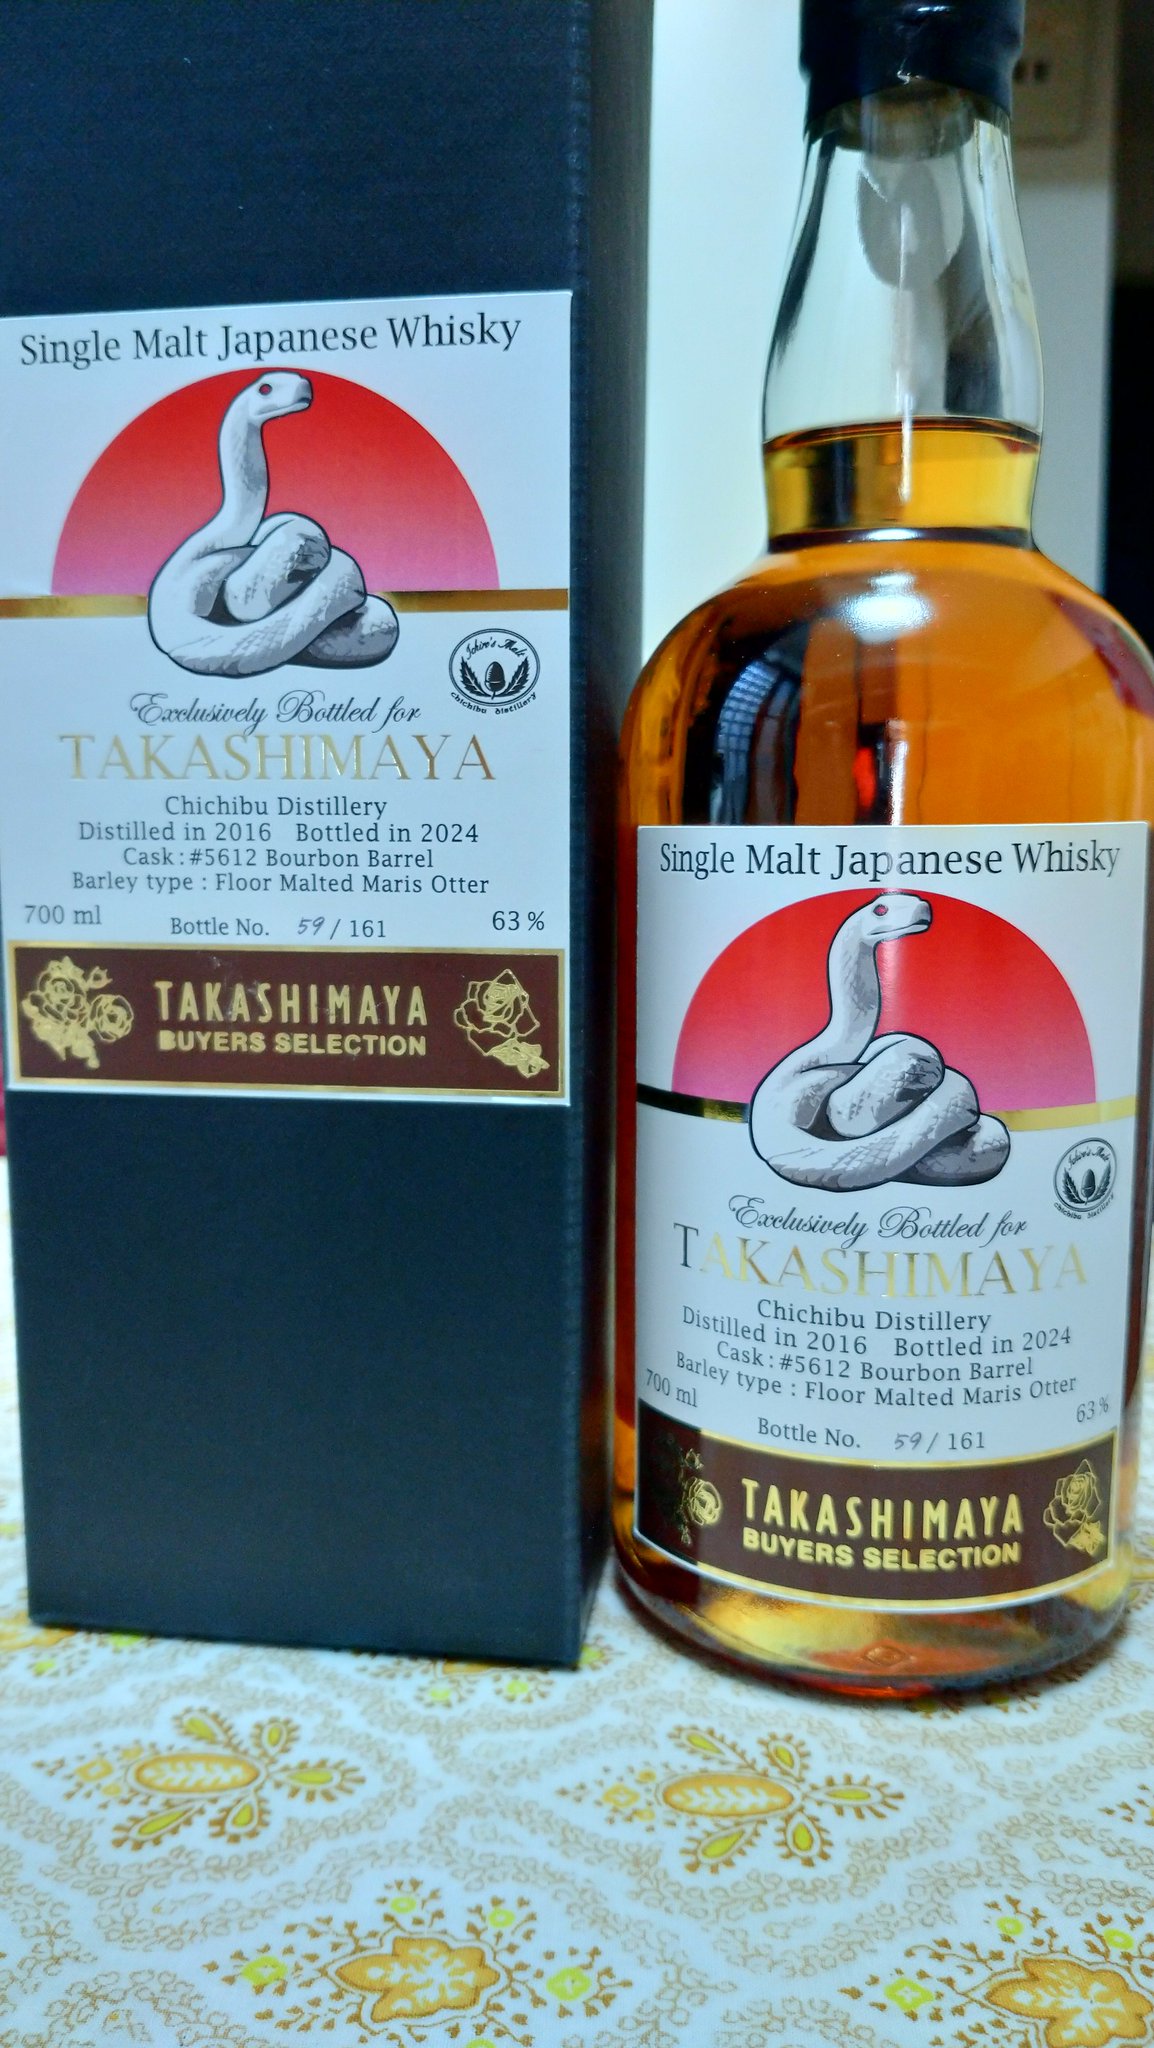 Single Malt Japanese Whisky
Ichiro's Malt
chichibu distillery
Exclusively Bottled for
TAKASHIMAYA
Chichibu Distillery
Distilled in 2016 Bottled in 2024
Cask : #5612 Bourbon Barrel
Barley type : Floor Malted Maris Otter
700 ml Bottle No. 59 / 161 63 %
TAKASHIMAYA
BUYERS SELECTION
Single Malt Japanese Whisky
Ichiro's Malt
chichibu distillery
Exclusively Bottled for
TAKASHIMAYA
Chichibu Distillery
Distilled in 2016 Bottled in 2024
Cask : #5612 Bourbon Barrel
Barley type : Floor Malted Maris Otter
700 ml Bottle No. 59 / 161 63 %
TAKASHIMAYA
BUYERS SELECTION